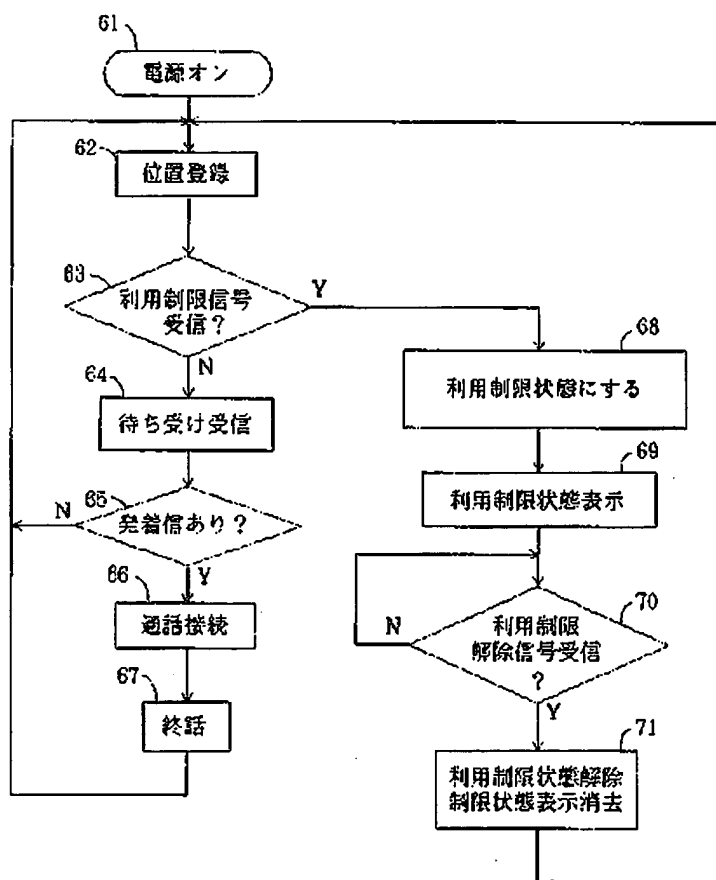 61
電源オン
62
位置登録
63
利用制限信号
受信？
Y
N
64
待ち受け受信
65
発着信あり？
N
Y
66
通話接続
67
終話
68
利用制限状態にする
69
利用制限状態表示
70
利用制限
解除信号受信
？
N
Y
71
利用制限状態解除
制限状態表示消去